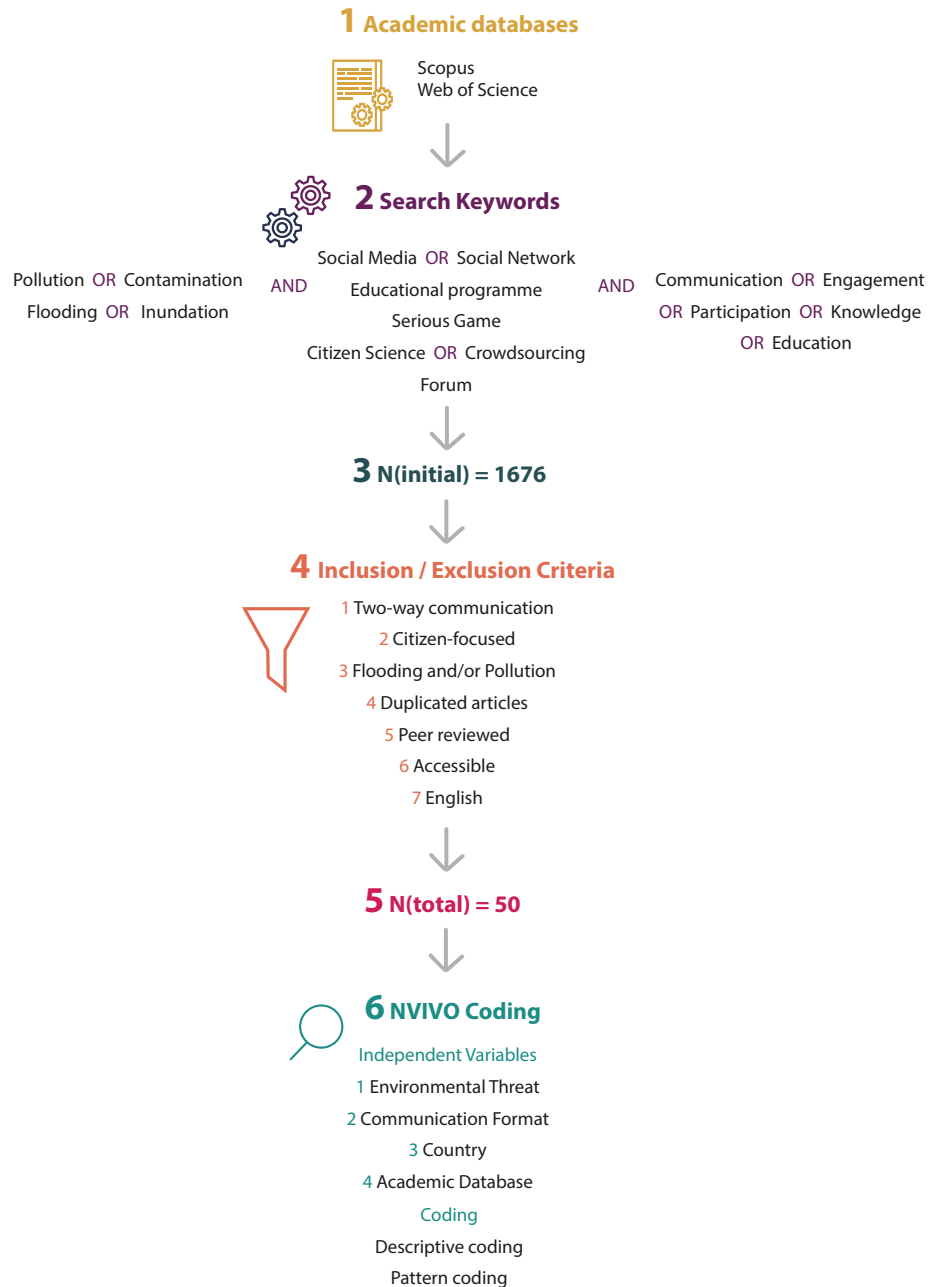 1 Academic databases
Scopus
Web of Science
2 Search Keywords
Pollution OR Contamination
Flooding OR Inundation
AND
Social Media OR Social Network
Educational programme
Serious Game
Citizen Science OR Crowdsourcing
Forum
AND
Communication OR Engagement
OR Participation OR Knowledge
OR Education
3 N(initial) = 1676
4 Inclusion / Exclusion Criteria
1 Two-way communication
2 Citizen-focused
3 Flooding and/or Pollution
4 Duplicated articles
5 Peer reviewed
6 Accessible
7 English
5 N(total) = 50
6 NVIVO Coding
Independent Variables
1 Environmental Threat
2 Communication Format
3 Country
4 Academic Database
Coding
Descriptive coding
Pattern coding